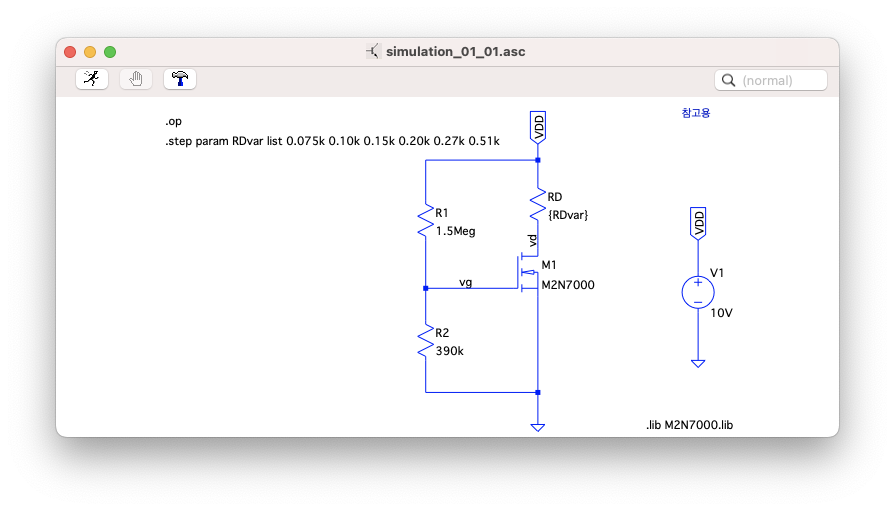 simulation_01_01.asc
(normal)
.op
.step param RDvar list 0.075k 0.10k 0.15k 0.20k 0.27k 0.51k
VDD
참고용
RD
{RDvar}
R1
1.5Meg
vd
VDD
M1
M2N7000
vg
V1
10V
R2
390k
.lib M2N7000.lib